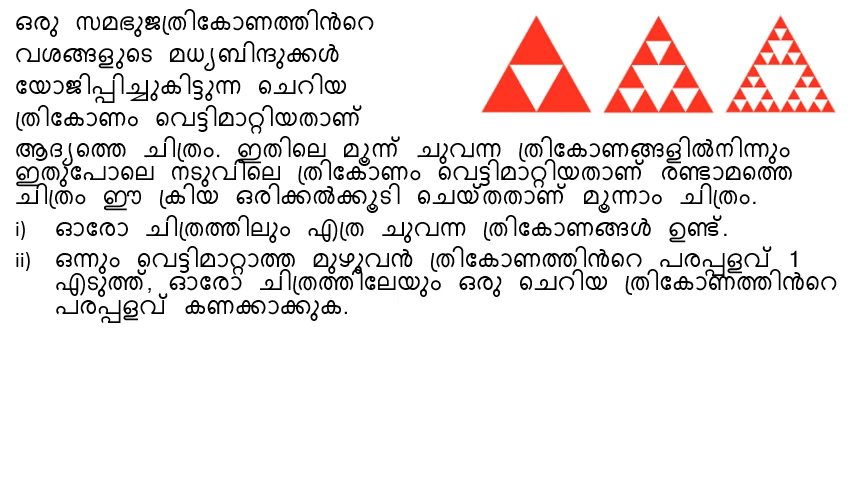 ഒരു സമഭുജത്രികോണത്തിൻറെ
വശങ്ങളുടെ മധ്യബിന്ദുക്കൾ
യോജിപ്പിച്ചുകിട്ടുന്ന ചെറിയ
ത്രികോണം വെട്ടിമാറ്റിയതാണ്
ആദ്യത്തെ ചിത്രം. ഇതിലെ മൂന്ന് ചുവന്ന ത്രികോണങ്ങളിൽനിന്നും
ഇതുപോലെ നടുവിലെ ത്രികോണം വെട്ടിമാറ്റിയതാണ് രണ്ടാമത്തെ
ചിത്രം ഈ ക്രിയ ഒരിക്കൽക്കൂടി ചെയ്തതാണ് മൂന്നാം ചിത്രം.
i) ഓരോ ചിത്രത്തിലും എത്ര ചുവന്ന ത്രികോണങ്ങൾ ഉണ്ട്.
ii) ഒന്നും വെട്ടിമാറ്റാത്ത മുഴുവൻ ത്രികോണത്തിൻറെ പരപ്പളവ് 1
എടുത്ത്, ഓരോ ചിത്രത്തിലേയും ഒരു ചെറിയ ത്രികോണത്തിൻറെ
പരപ്പളവ് കണക്കാക്കുക.